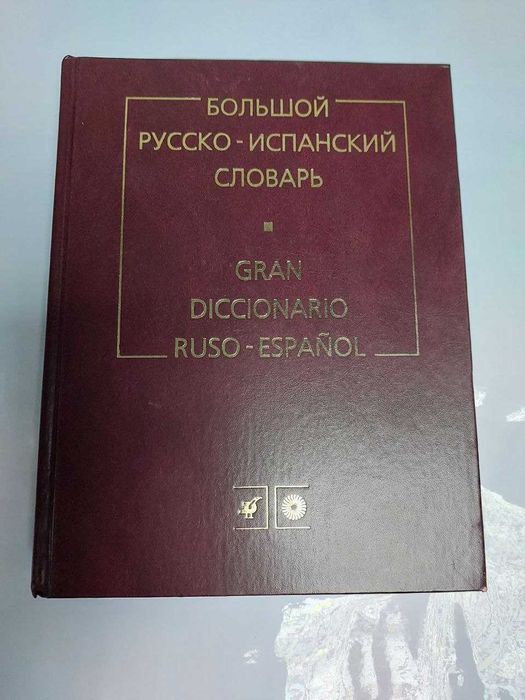 БОЛЬШОЙ
РУССКО-ИСПАНСКИЙ
СЛОВАРЬ
GRAN
DICCIONARIO
RUSO-ESPAÑOL